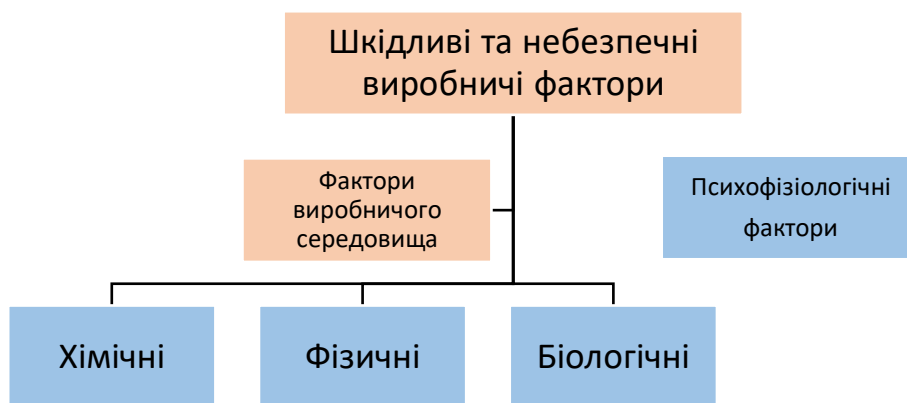 Шкідливі та небезпечні
виробничі фактори
Фактори
виробничого
середовища
Психофізіологічні
фактори
Хімічні
Фізичні
Біологічні